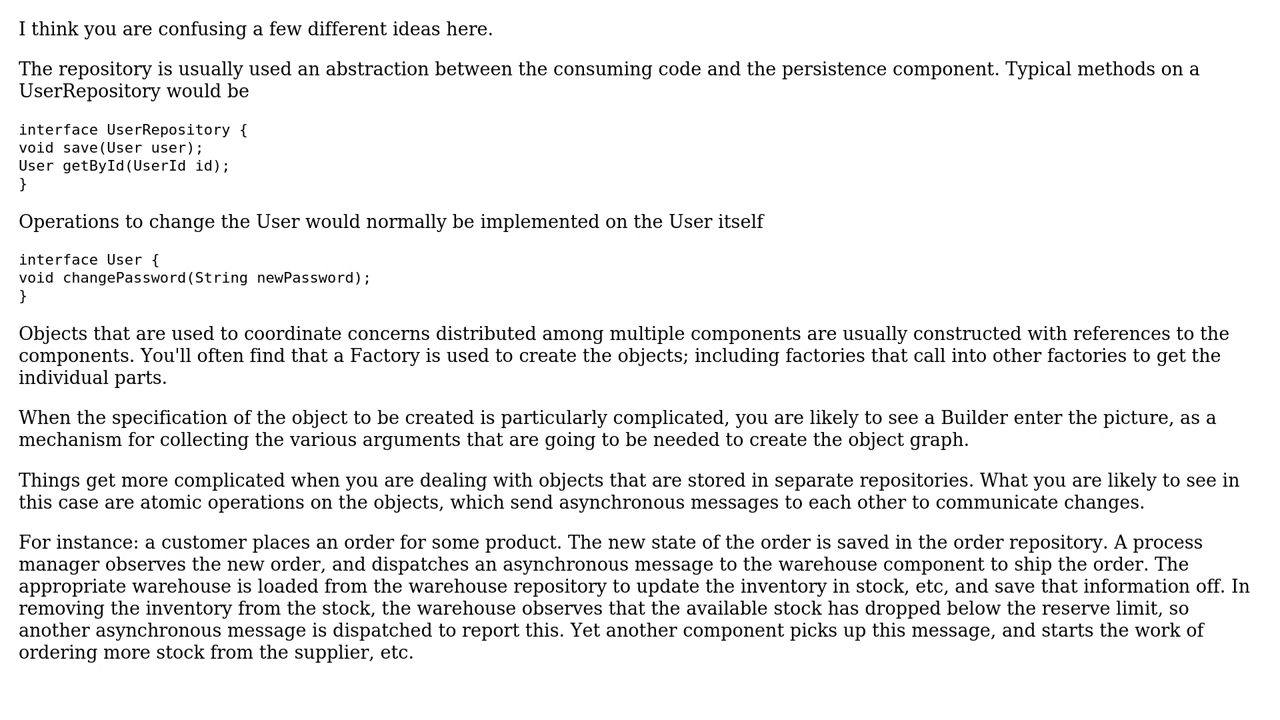 I think you are confusing a few different ideas here.
The repository is usually used an abstraction between the consuming code and the persistence component. Typical methods on a
UserRepository would be
interface UserRepository {
void save(User user);
User getById(UserId id);
}
Operations to change the User would normally be implemented on the User itself
interface User {
void changePassword(String newPassword);
}
Objects that are used to coordinate concerns distributed among multiple components are usually constructed with references to the
components. You'll often find that a Factory is used to create the objects; including factories that call into other factories to get the
individual parts.
When the specification of the object to be created is particularly complicated, you are likely to see a Builder enter the picture, as a
mechanism for collecting the various arguments that are going to be needed to create the object graph.
Things get more complicated when you are dealing with objects that are stored in separate repositories. What you are likely to see in
this case are atomic operations on the objects, which send asynchronous messages to each other to communicate changes.
For instance: a customer places an order for some product. The new state of the order is saved in the order repository. A process
manager observes the new order, and dispatches an asynchronous message to the warehouse component to ship the order. The
appropriate warehouse is loaded from the warehouse repository to update the inventory in stock, etc, and save that information off. In
removing the inventory from the stock, the warehouse observes that the available stock has dropped below the reserve limit, so
another asynchronous message is dispatched to report this. Yet another component picks up this message, and starts the work of
ordering more stock from the supplier, etc.